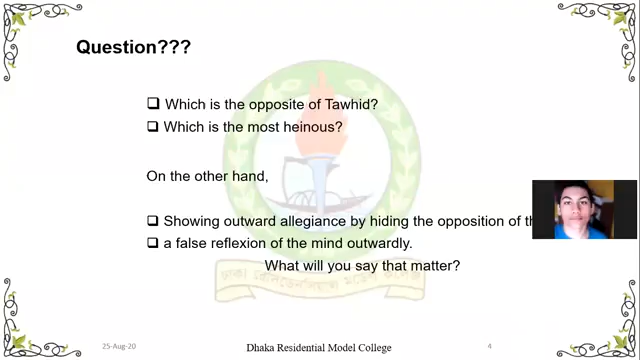 Question???
Which is the opposite of Tawhid?
Which is the most heinous?
On the other hand,
Showing outward allegiance by hiding the opposition of
a false reflexion of the mind outwardly.
What will you say that matter?
25-Aug-20
Dhaka Residential Model College
4